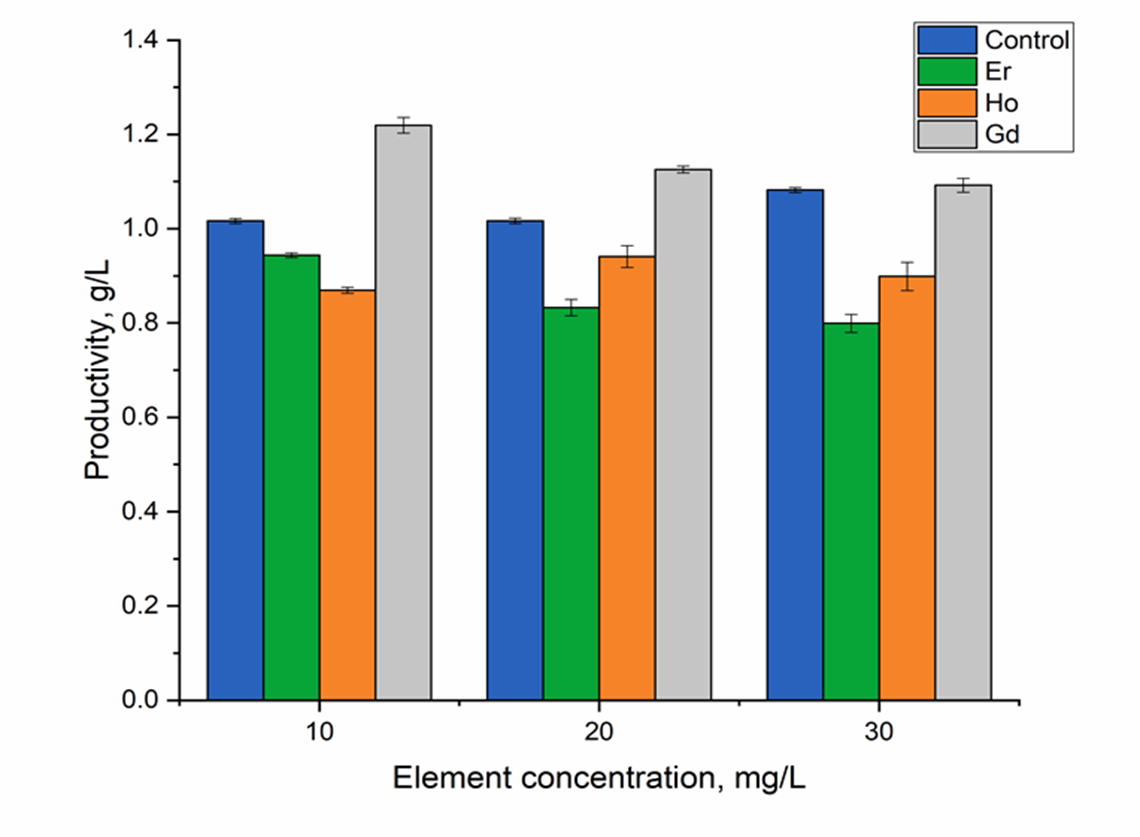 Control
Er
Ho
Gd
Productivity, g/L
1.4
1.2
1.0
0.8
0.6
0.4
0.2
0.0
10 20 30
Element concentration, mg/L